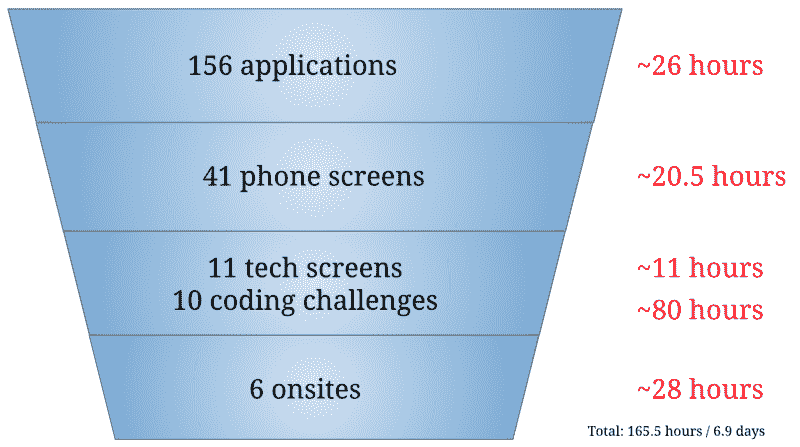 156 applications ~26 hours
41 phone screens ~20.5 hours
11 tech screens ~11 hours
10 coding challenges ~80 hours
6 onsites ~28 hours
Total: 165.5 hours / 6.9 days